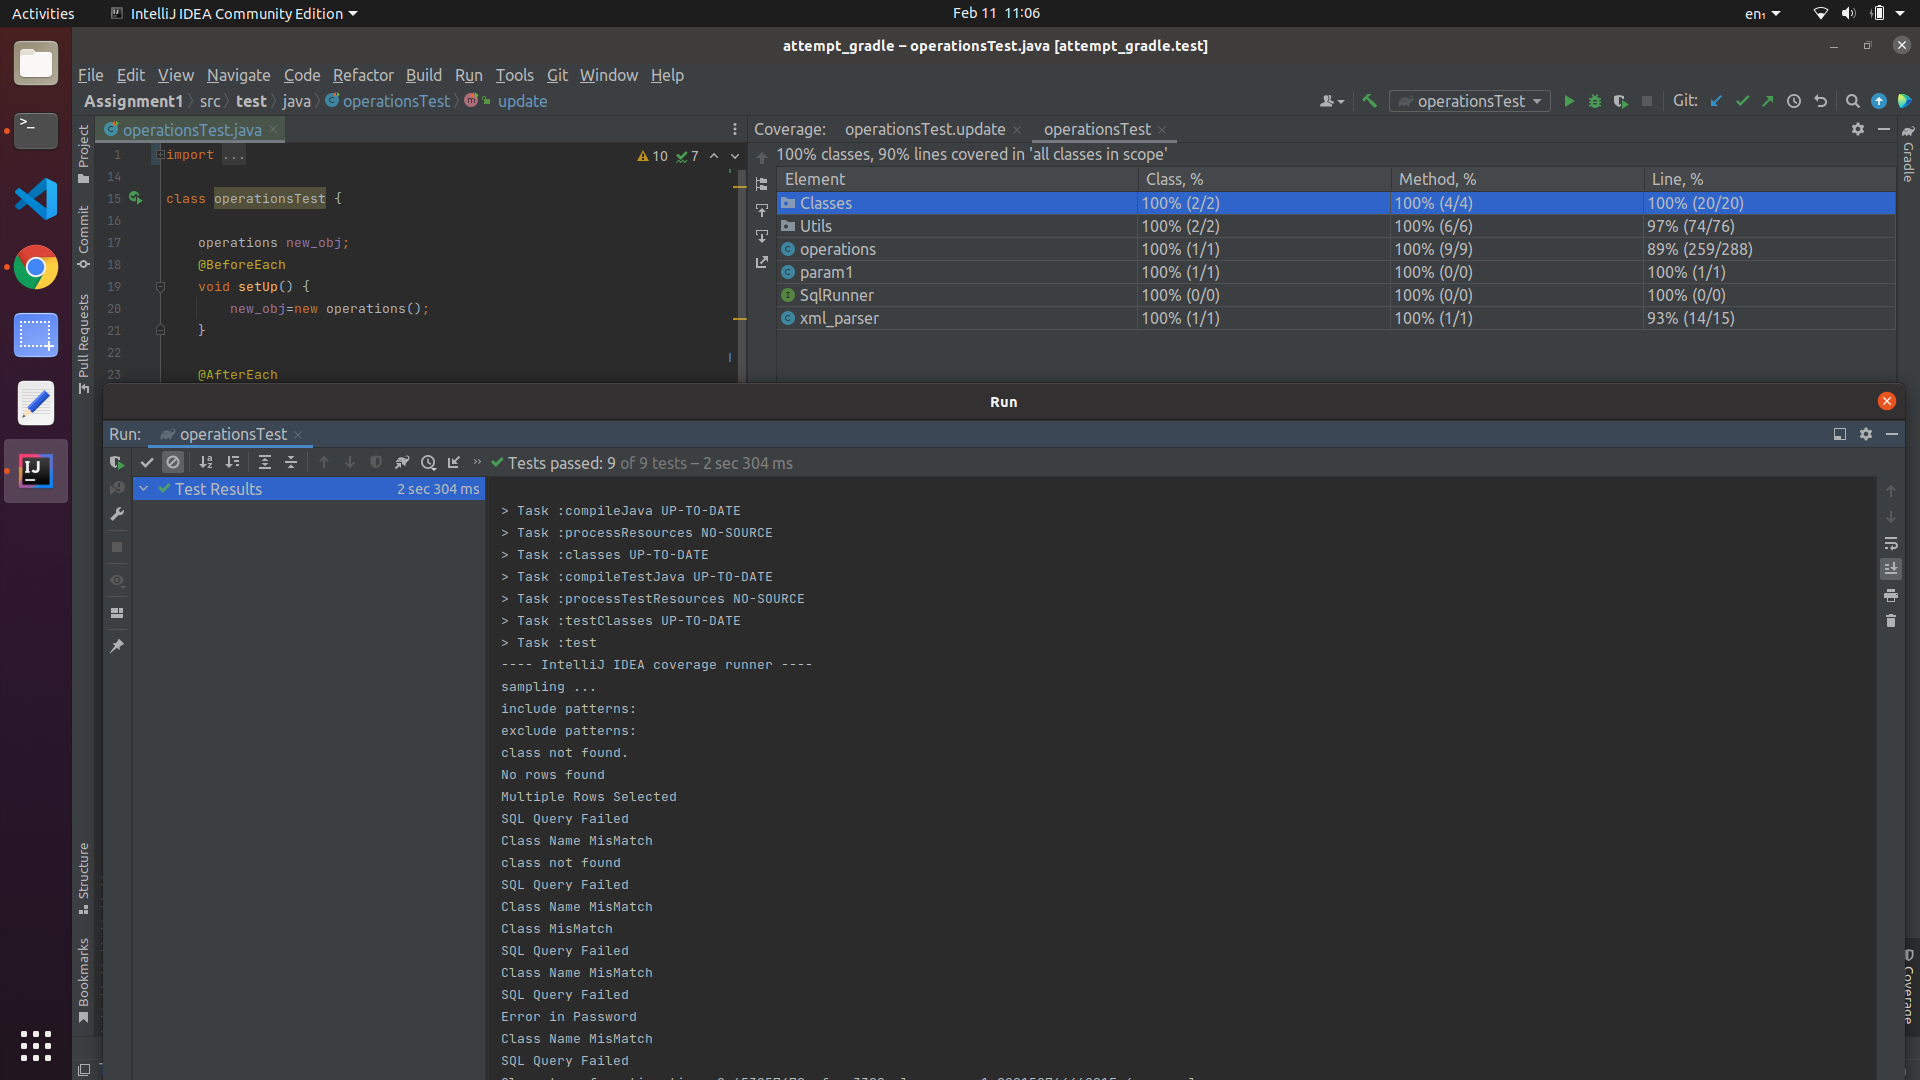 Activities
IntelliJ IDEA Community Edition
Feb 11 11:06
en₁
attempt_gradle – operationsTest.java [attempt_gradle.test]
File Edit View Navigate Code Refactor Build Run Tools Git Window Help
Assignment1 src test java operationsTest update
operationsTest
Git:
Project
Commit
Pull Requests
Structure
Bookmarks
operationsTest.java
10 7
1 import ...
14
15 class operationsTest {
16
17 operations new_obj;
18 @BeforeEach
19 void setUp() {
20 new_obj=new operations();
21 }
22
23 @AfterEach
Coverage: operationsTest.update operationsTest
100% classes, 90% lines covered in 'all classes in scope'
Element Class, % Method, % Line, %
Classes 100% (2/2) 100% (4/4) 100% (20/20)
Utils 100% (2/2) 100% (6/6) 97% (74/76)
operations 100% (1/1) 100% (9/9) 89% (259/288)
param1 100% (1/1) 100% (0/0) 100% (1/1)
SqlRunner 100% (0/0) 100% (0/0) 100% (0/0)
xml_parser 100% (1/1) 100% (1/1) 93% (14/15)
Gradle
Coverage
Run
Run: operationsTest
Tests passed: 9 of 9 tests – 2 sec 304 ms
Test Results 2 sec 304 ms
> Task :compileJava UP-TO-DATE
> Task :processResources NO-SOURCE
> Task :classes UP-TO-DATE
> Task :compileTestJava UP-TO-DATE
> Task :processTestResources NO-SOURCE
> Task :testClasses UP-TO-DATE
> Task :test
---- IntelliJ IDEA coverage runner ----
sampling ...
include patterns:
exclude patterns:
class not found.
No rows found
Multiple Rows Selected
SQL Query Failed
Class Name MisMatch
class not found
SQL Query Failed
Class Name MisMatch
Class MisMatch
SQL Query Failed
Class Name MisMatch
SQL Query Failed
Error in Password
Class Name MisMatch
SQL Query Failed